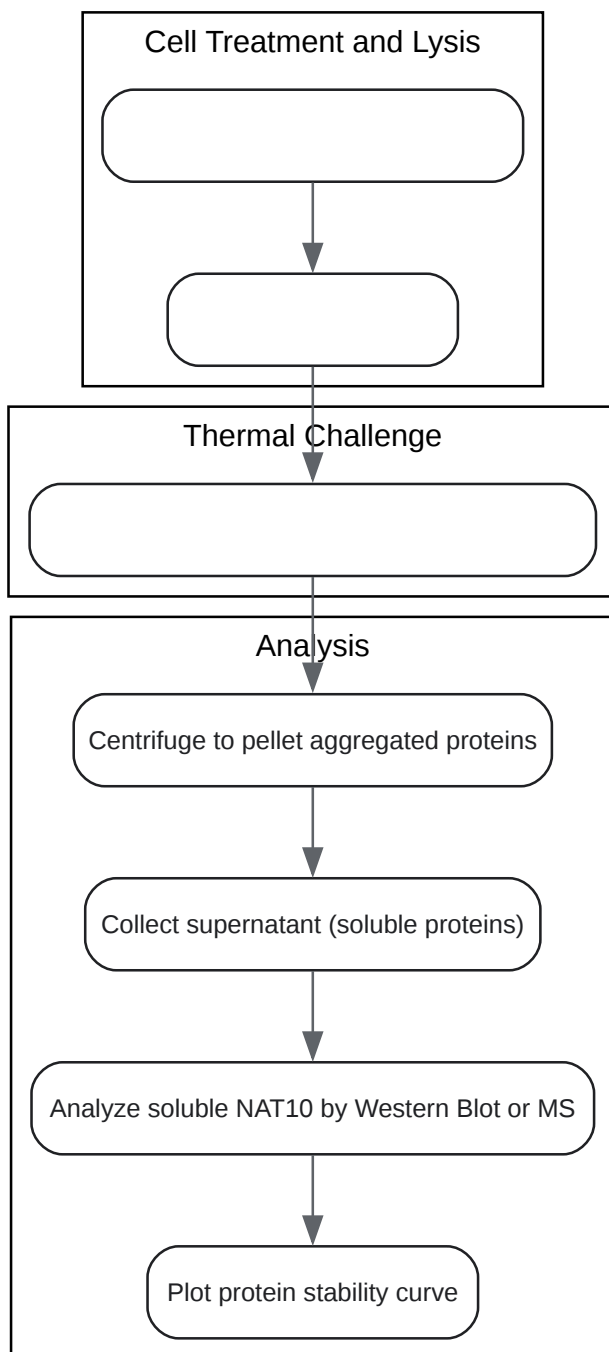 Cell Treatment and Lysis
Thermal Challenge
Analysis
Centrifuge to pellet aggregated proteins
Collect supernatant (soluble proteins)
Analyze soluble NAT10 by Western Blot or MS
Plot protein stability curve